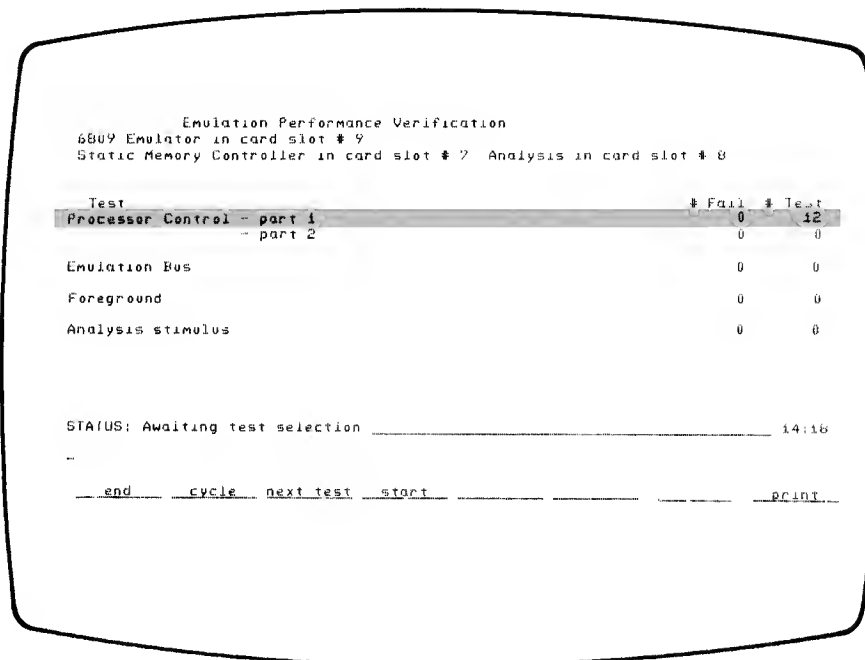 Emulation Performance Verification
6809 Emulator in card slot # 9
Static Memory Controller in card slot # 7 Analysis in card slot # 8
Test # Fail # Test
Processor Control - part 1 0 12
- part 2 0 0
Emulation Bus 0 0
Foreground 0 0
Analysis stimulus 0 0
STATUS: Awaiting test selection 14:18
end cycle next test start print